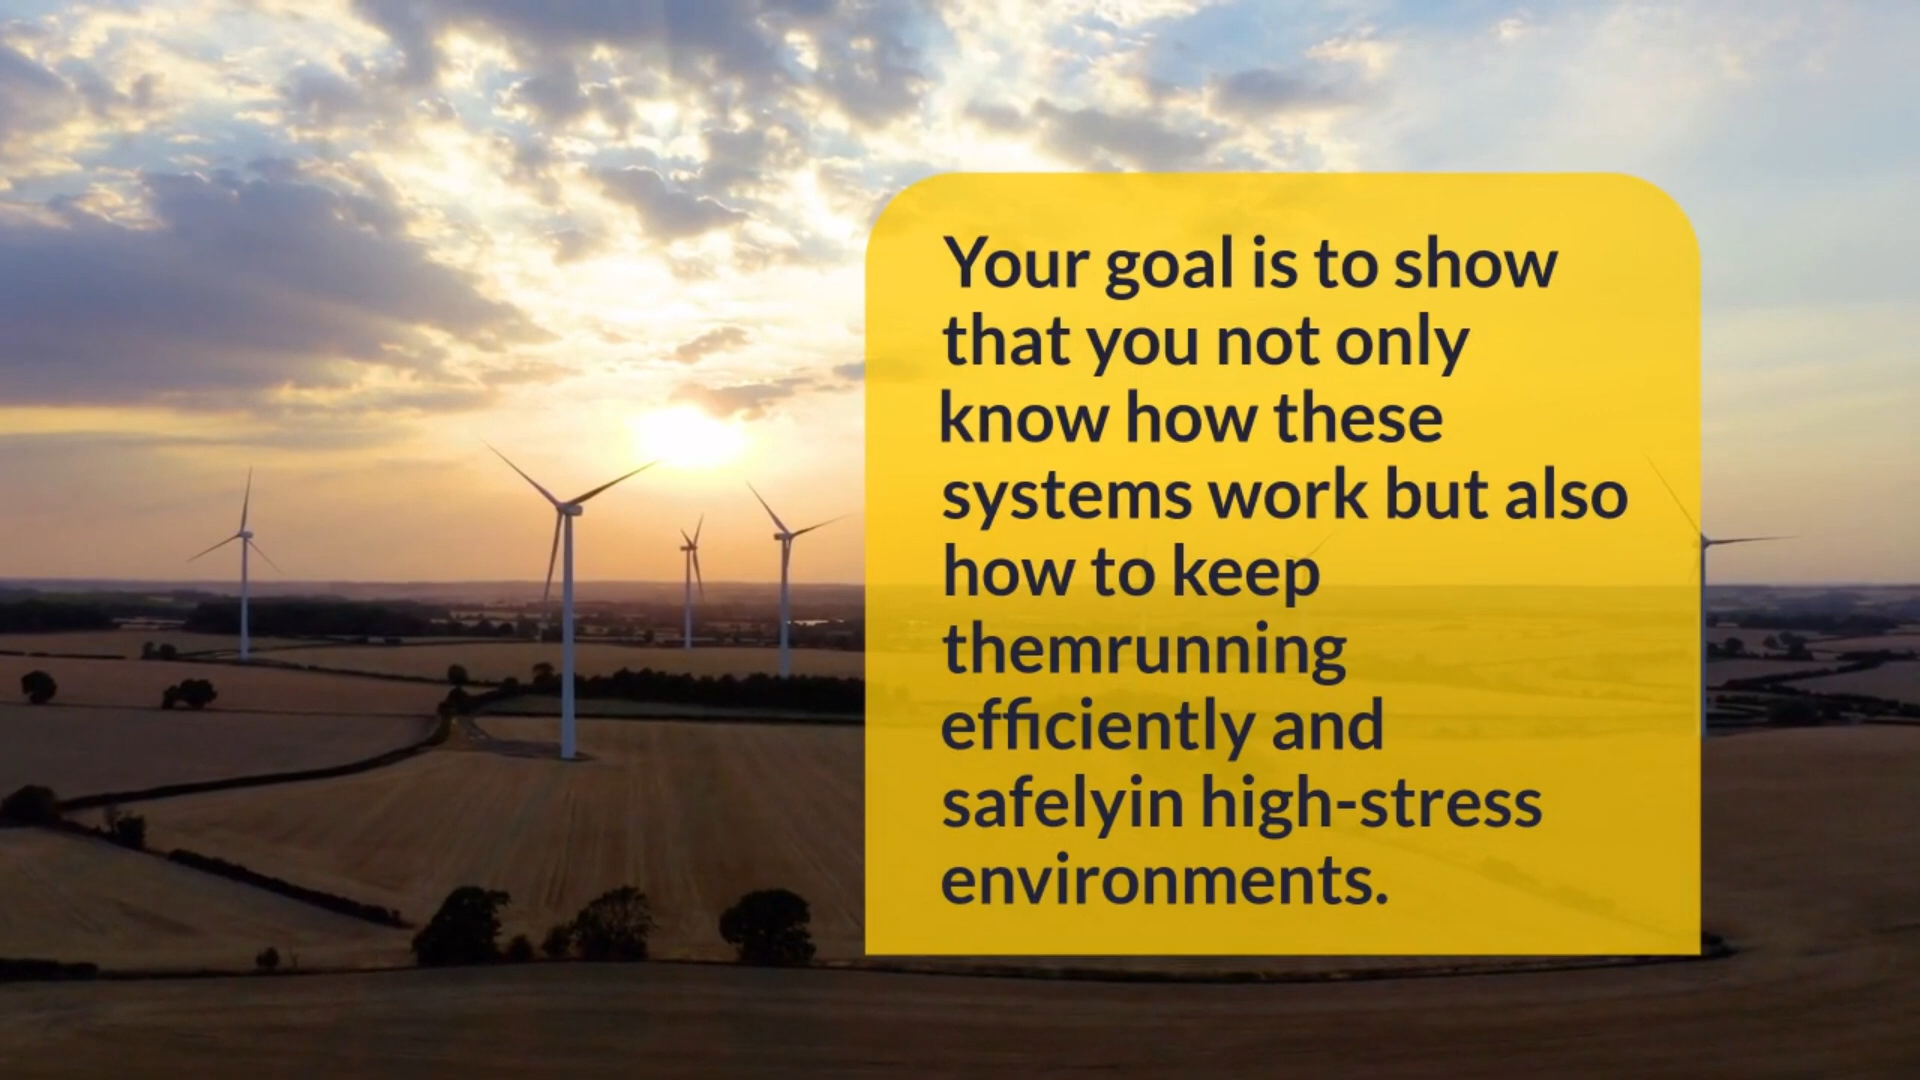 Your goal is to show
that you not only
know how these
systems work but also
how to keep
themrunning
efficiently and
safelyin high-stress
environments.